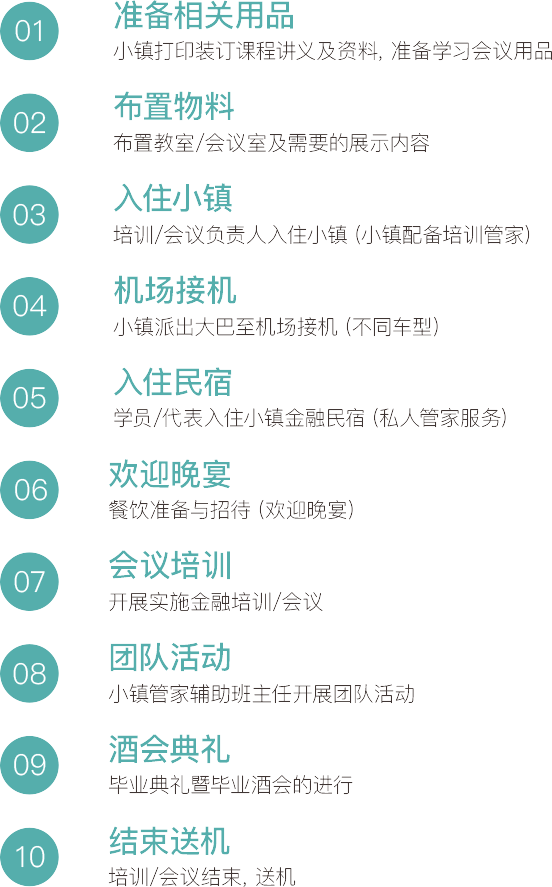 01
准备相关用品
小镇打印装订课程讲义及资料, 准备学习会议用品
02
布置物料
布置教室/会议室及需要的展示内容
03
入住小镇
培训/会议负责人入住小镇 (小镇配备培训管家)
04
机场接机
小镇派出大巴至机场接机 (不同车型)
05
入住民宿
学员/代表入住小镇金融民宿 (私人管家服务)
06
欢迎晚宴
餐饮准备与招待 (欢迎晚宴)
07
会议培训
开展实施金融培训/会议
08
团队活动
小镇管家辅助班主任开展团队活动
09
酒会典礼
毕业典礼暨毕业酒会的进行
10
结束送机
培训/会议结束, 送机